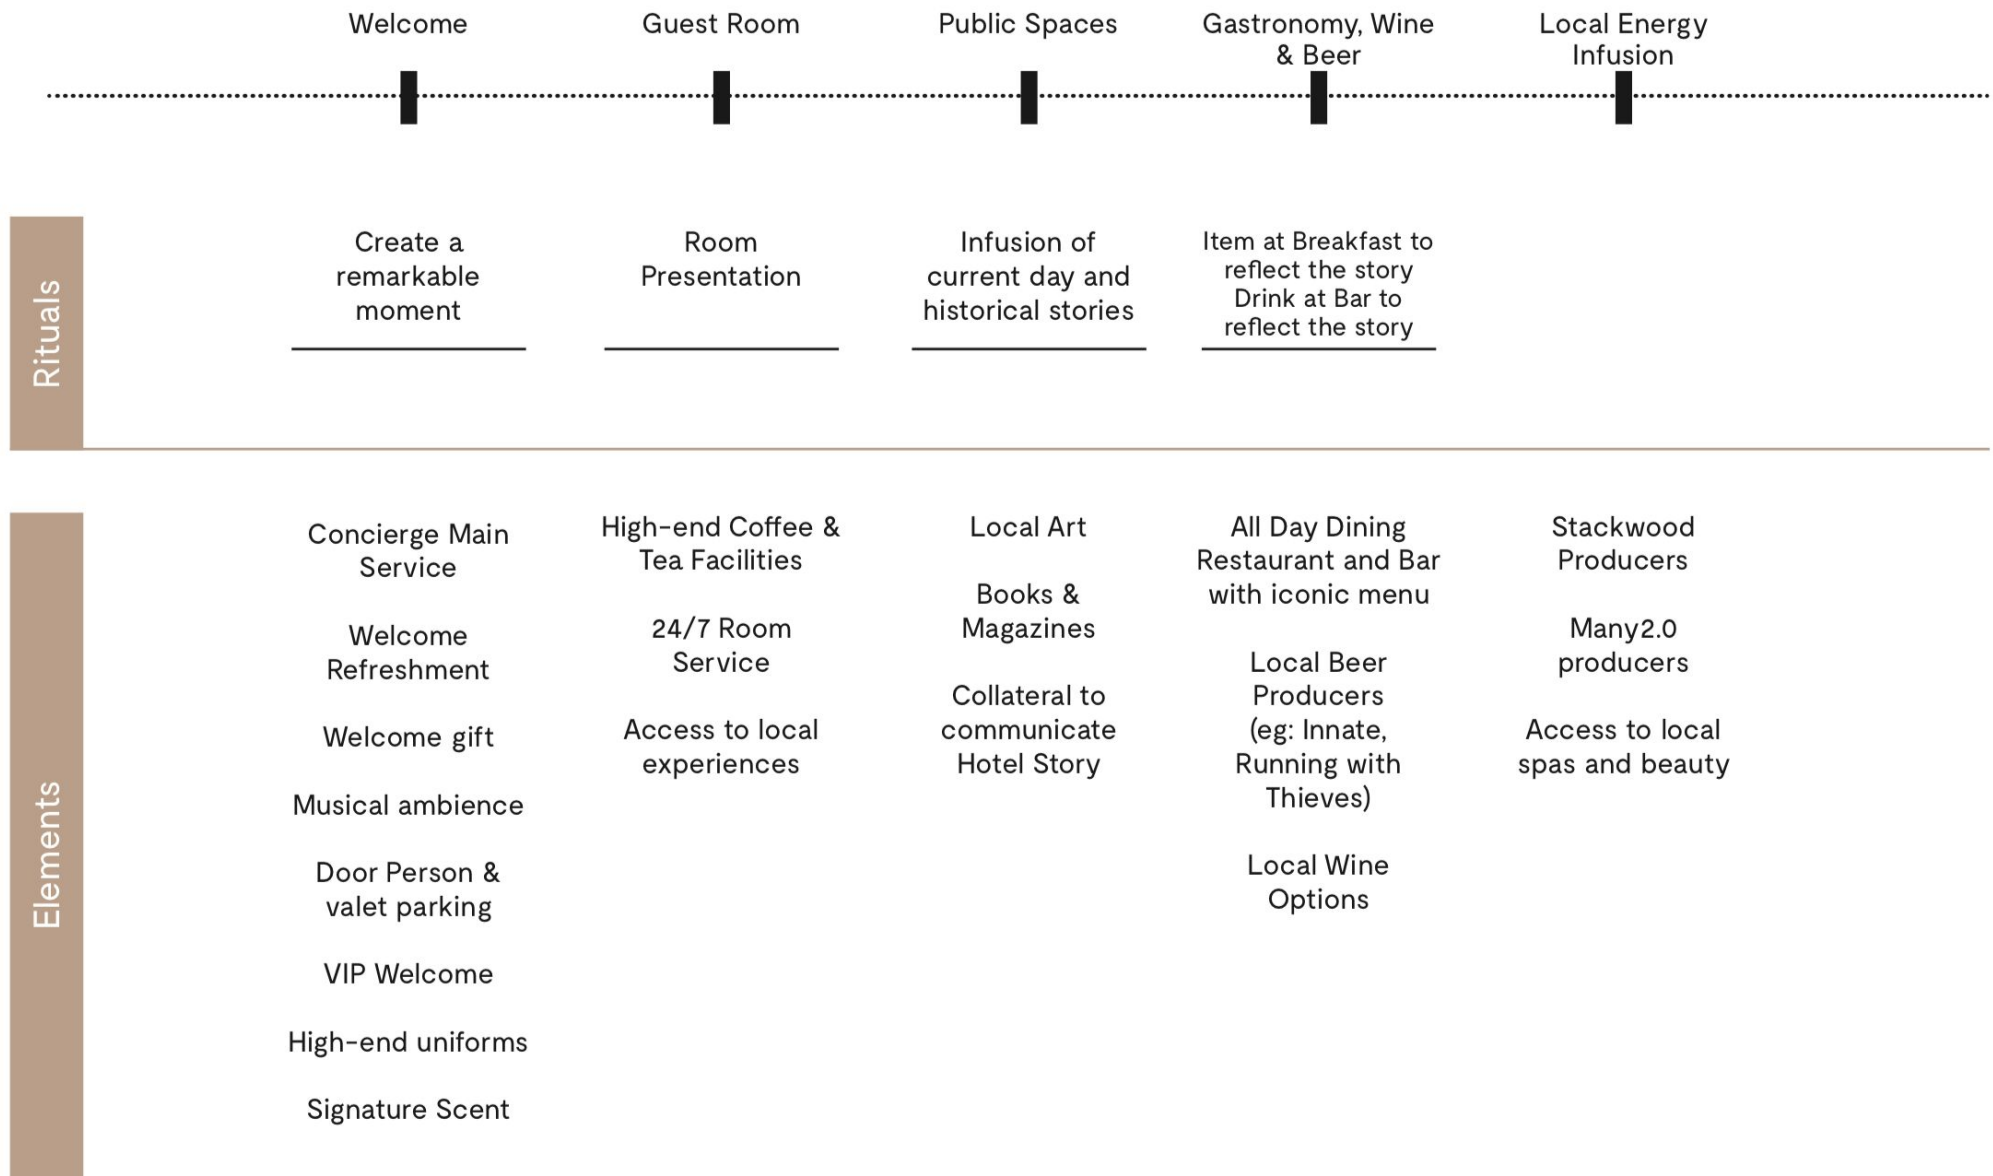 Welcome
Guest Room
Public Spaces
Gastronomy, Wine
& Beer
Local Energy
Infusion
Rituals
Create a
remarkable
moment
Room
Presentation
Infusion of
current day and
historical stories
Item at Breakfast to
reflect the story
Drink at Bar to
reflect the story
Elements
Concierge Main
Service
Welcome
Refreshment
Welcome gift
Musical ambience
Door Person &
valet parking
VIP Welcome
High-end uniforms
Signature Scent
High-end Coffee &
Tea Facilities
24/7 Room
Service
Access to local
experiences
Local Art
Books &
Magazines
Collateral to
communicate
Hotel Story
All Day Dining
Restaurant and Bar
with iconic menu
Local Beer
Producers
(eg: Innate,
Running with
Thieves)
Local Wine
Options
Stackwood
Producers
Many2.0
producers
Access to local
spas and beauty